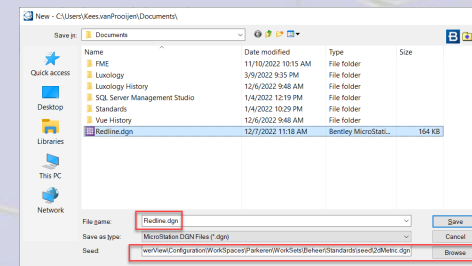 New - C:\Users\Kees.vanProoijen\Documents\
Save in: Documents
Name Date modified Type Size
FME 11/10/2022 10:15 AM File folder
Luxology 3/9/2022 9:35 PM File folder
Luxology History 12/6/2022 9:48 AM File folder
SQL Server Management Studio 1/4/2022 12:19 PM File folder
Standards 1/4/2022 10:29 PM File folder
Vue History 12/6/2022 9:48 AM File folder
Redline.dgn 12/7/2022 11:18 AM Bentley MicroStati... 164 KB
Quick access
Desktop
Libraries
This PC
Network
File name: Redline.dgn Save
Save as type: MicroStation DGN Files (*.dgn) Cancel
Seed: werView\Configuration\WorkSpaces\Parkeren\WorkSets\Beheer\Standards\seed\2dMetric.dgn Browse